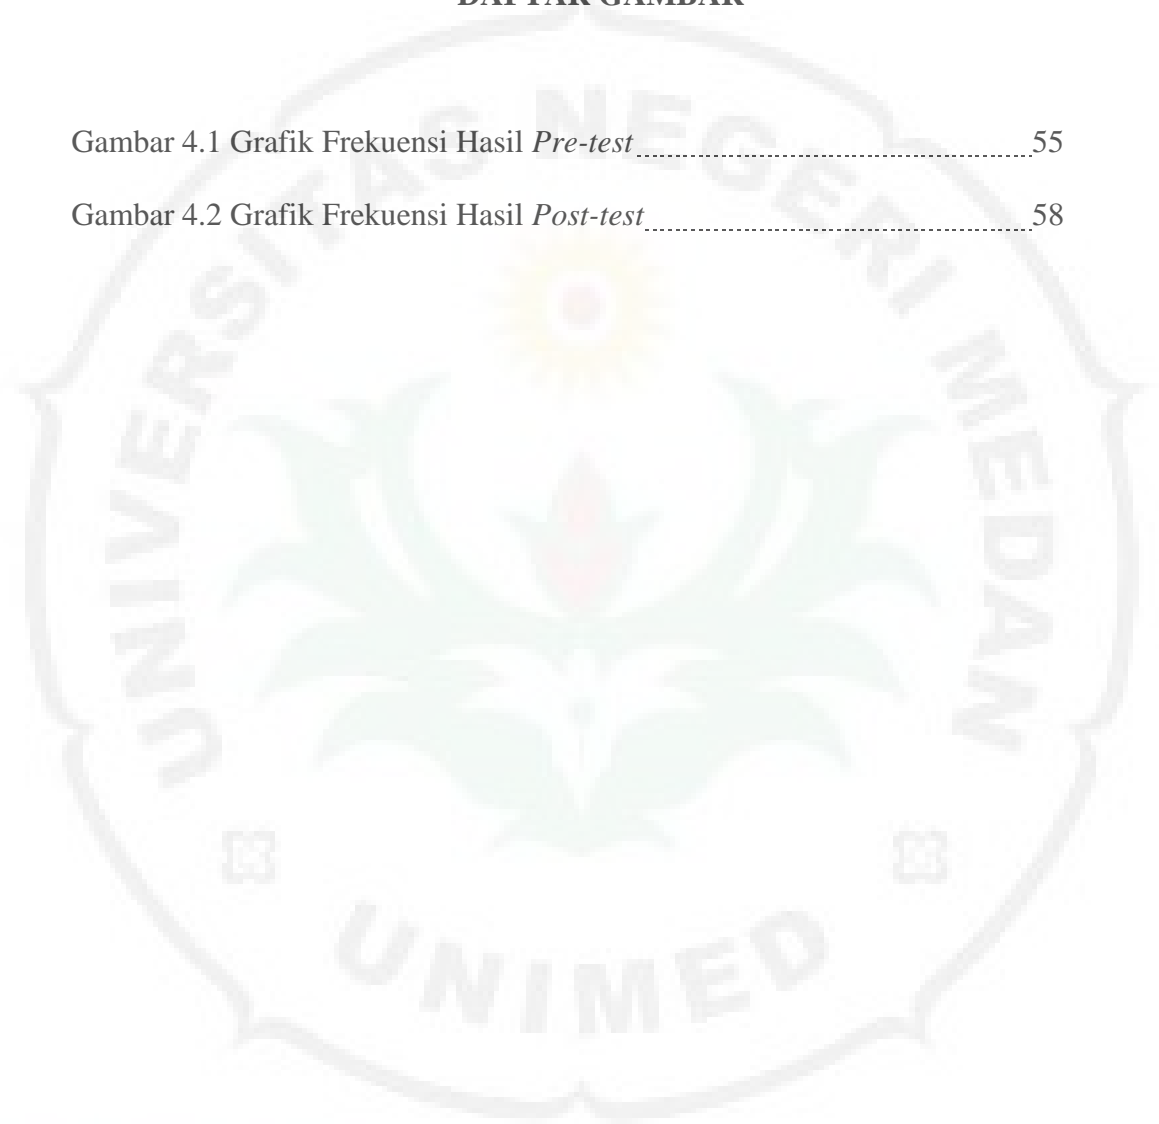 DAFTAR GAMBAR
Gambar 4.1 Grafik Frekuensi Hasil Pre-test 55
Gambar 4.2 Grafik Frekuensi Hasil Post-test 58
UNIVERSITAS NEGERI MEDAN
UNIMED